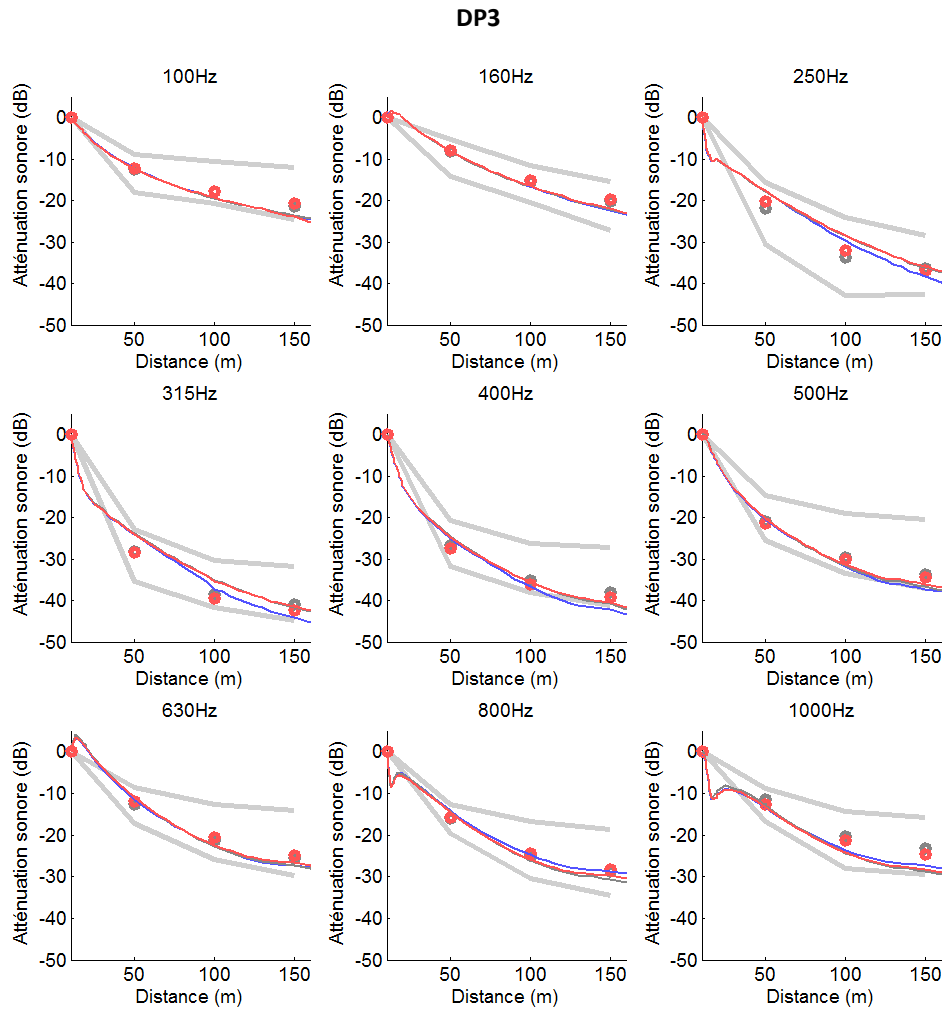 DP3
100Hz
Atténuation sonore (dB)
0
-10
-20
-30
-40
-50
50
100
150
Distance (m)
160Hz
Atténuation sonore (dB)
0
-10
-20
-30
-40
-50
50
100
150
Distance (m)
250Hz
Atténuation sonore (dB)
0
-10
-20
-30
-40
-50
50
100
150
Distance (m)
315Hz
Atténuation sonore (dB)
0
-10
-20
-30
-40
-50
50
100
150
Distance (m)
400Hz
Atténuation sonore (dB)
0
-10
-20
-30
-40
-50
50
100
150
Distance (m)
500Hz
Atténuation sonore (dB)
0
-10
-20
-30
-40
-50
50
100
150
Distance (m)
630Hz
Atténuation sonore (dB)
0
-10
-20
-30
-40
-50
50
100
150
Distance (m)
800Hz
Atténuation sonore (dB)
0
-10
-20
-30
-40
-50
50
100
150
Distance (m)
1000Hz
Atténuation sonore (dB)
0
-10
-20
-30
-40
-50
50
100
150
Distance (m)